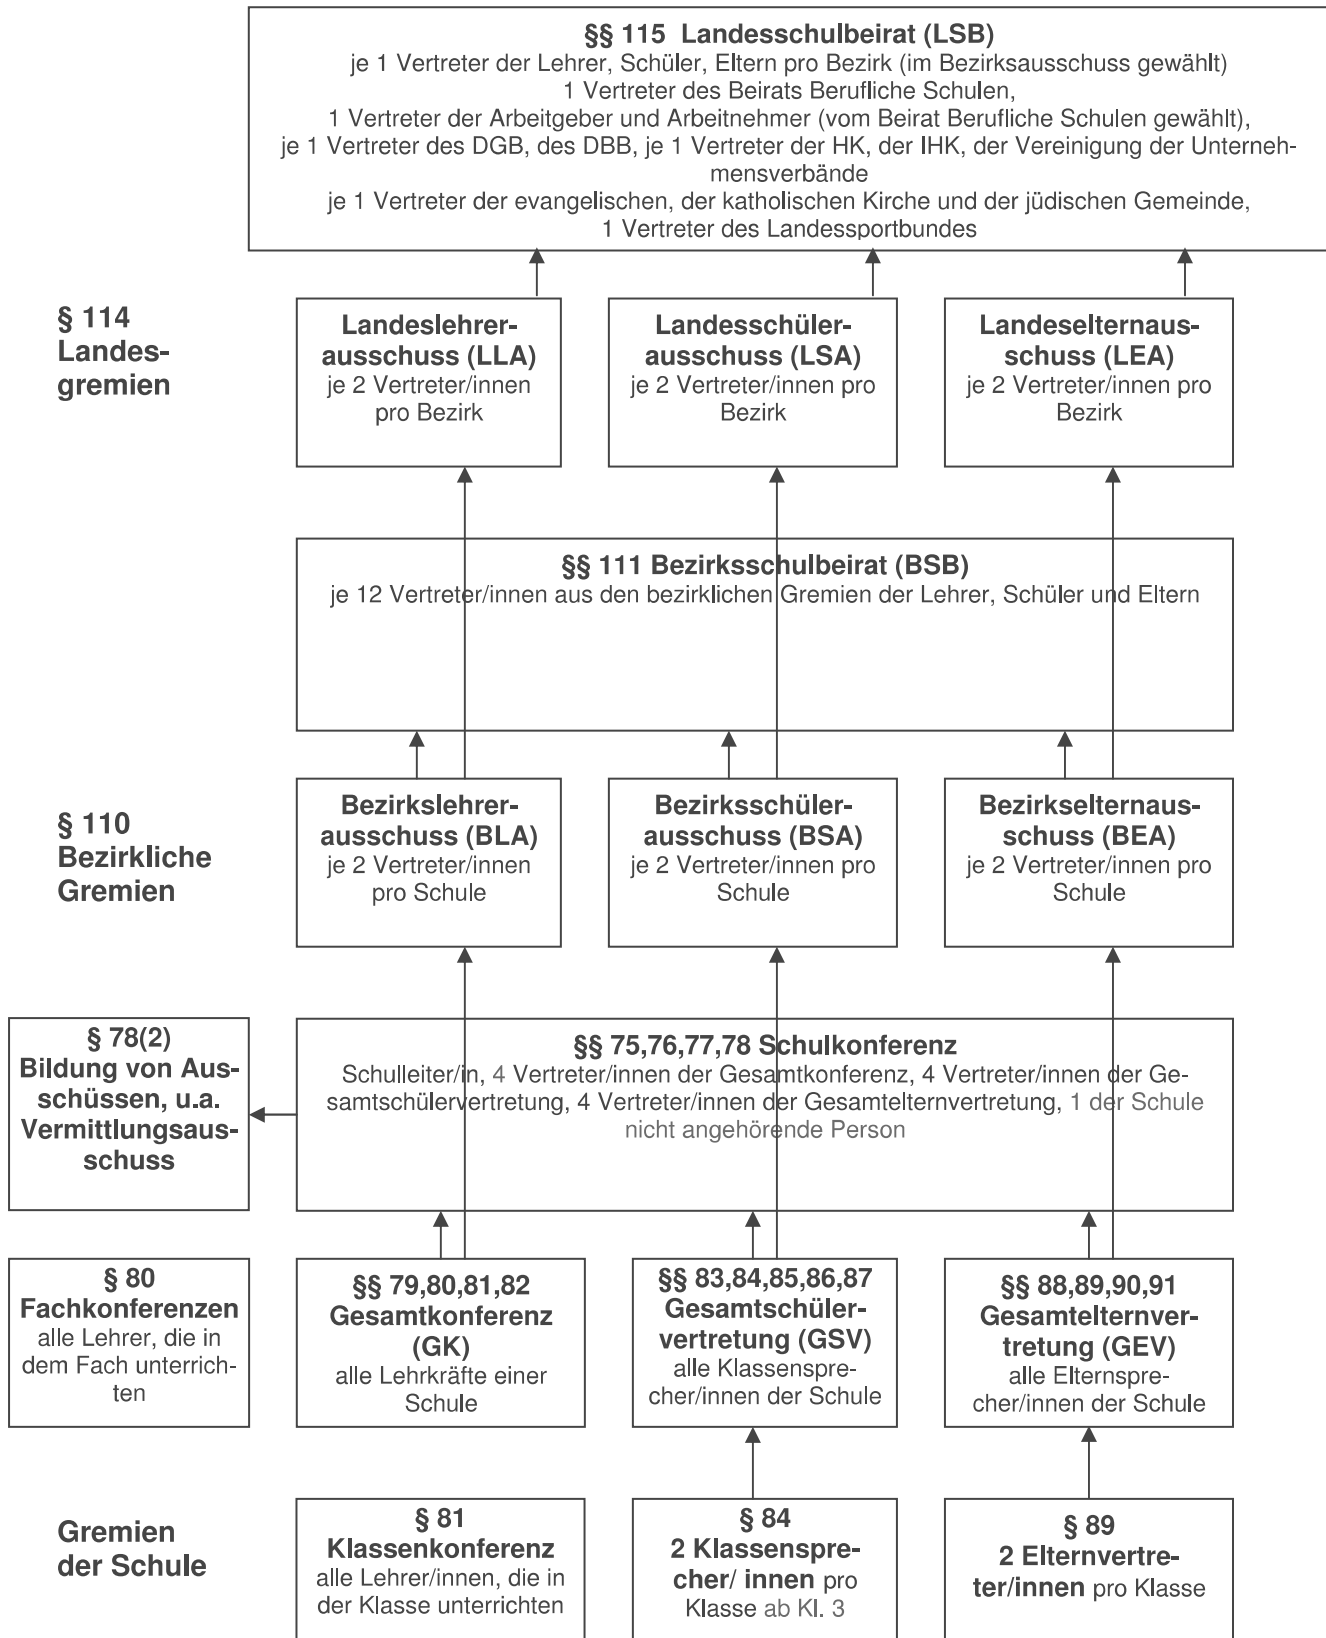 §§ 115  Landesschulbeirat (LSB)
je 1 Vertreter der Lehrer, Schüler, Eltern pro Bezirk (im Bezirksausschuss gewählt)
1 Vertreter des Beirats Berufliche Schulen,
1 Vertreter der Arbeitgeber und Arbeitnehmer (vom Beirat Berufliche Schulen gewählt),
je 1 Vertreter des DGB, des DBB, je 1 Vertreter der HK, der IHK, der Vereinigung der Unterneh-
mensverbände
je 1 Vertreter der evangelischen, der katholischen Kirche und der jüdischen Gemeinde,
1 Vertreter des Landessportbundes
§ 114
Landes-
gremien
Landeslehrer-
ausschuss (LLA)
je 2 Vertreter/innen
pro Bezirk
Landesschüler-
ausschuss (LSA)
je 2 Vertreter/innen pro
Bezirk
Landeselternaus-
schuss (LEA)
je 2 Vertreter/innen pro
Bezirk
§§ 111 Bezirksschulbeirat (BSB)
je 12 Vertreter/innen aus den bezirklichen Gremien der Lehrer, Schüler und Eltern
§ 110
Bezirkliche
Gremien
Bezirkslehrer-
ausschuss (BLA)
je 2 Vertreter/innen
pro Schule
Bezirksschüler-
ausschuss (BSA)
je 2 Vertreter/innen pro
Schule
Bezirkselternaus-
schuss (BEA)
je 2 Vertreter/innen pro
Schule
§ 78(2)
Bildung von Aus-
schüssen, u.a.
Vermittlungsaus-
schuss
§§ 75,76,77,78 Schulkonferenz
Schulleiter/in, 4 Vertreter/innen der Gesamtkonferenz, 4 Vertreter/innen der Ge-
samtschülervertretung, 4 Vertreter/innen der Gesamtelternvertretung, 1 der Schule
nicht angehörende Person
§ 80
Fachkonferenzen
alle Lehrer, die in
dem Fach unterrich-
ten
§§ 79,80,81,82
Gesamtkonferenz
(GK)
alle Lehrkräfte einer
Schule
§§ 83,84,85,86,87
Gesamtschüler-
vertretung (GSV)
alle Klassenspre-
cher/innen der Schule
§§ 88,89,90,91
Gesamtelternver-
tretung (GEV)
alle Elternspre-
cher/innen der Schule
Gremien
der Schule
§ 81
Klassenkonferenz
alle Lehrer/innen, die in
der Klasse unterrichten
§ 84
2 Klassenspre-
cher/ innen pro
Klasse ab Kl. 3
§ 89
2 Elternvertre-
ter/innen pro Klasse